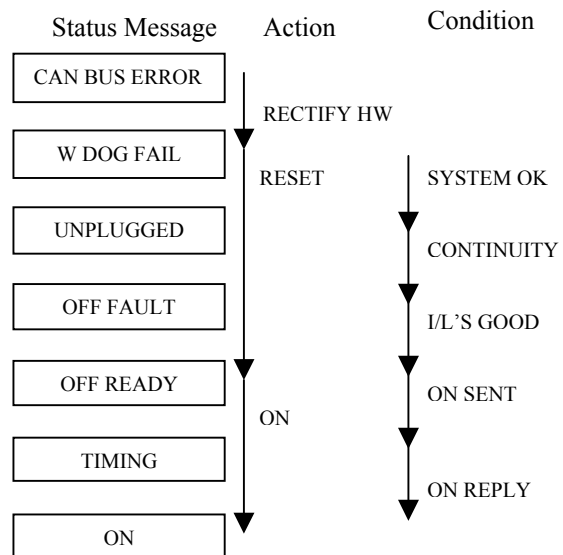 Status Message Action Condition
CAN BUS ERROR
RECTIFY HW
W DOG FAIL
RESET SYSTEM OK
UNPLUGGED
CONTINUITY
OFF FAULT
I/L'S GOOD
OFF READY
ON SENT
ON
TIMING
ON REPLY
ON